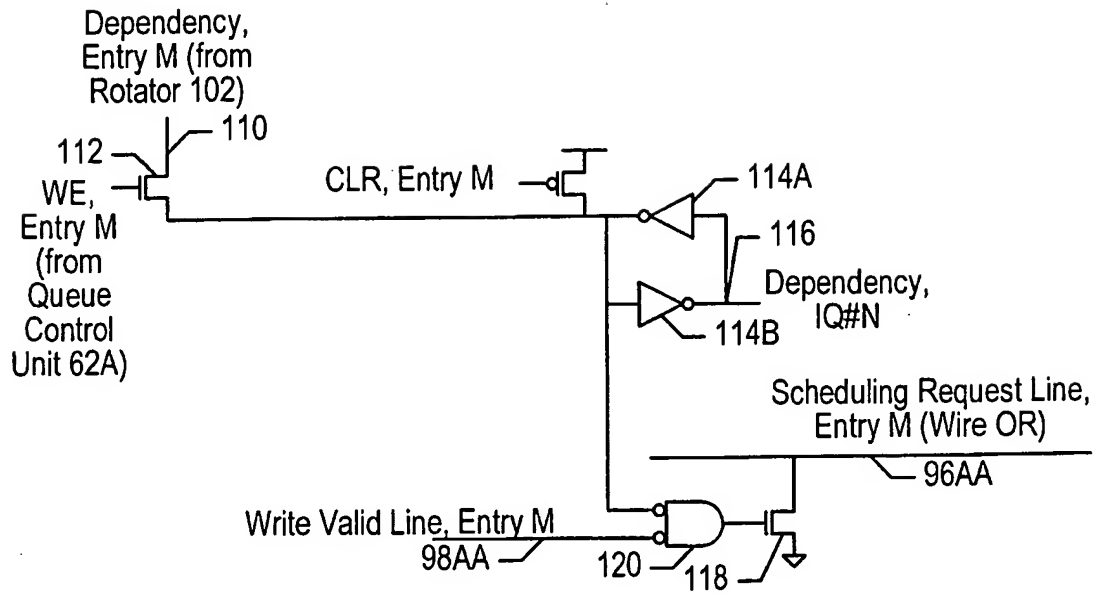 Dependency,
Entry M (from
Rotator 102)
110
112
WE,
Entry M
(from
Queue
Control
Unit 62A)
CLR, Entry M
114A
116
Dependency,
IQ#N
114B
Scheduling Request Line,
Entry M (Wire OR)
96AA
Write Valid Line, Entry M
98AA
120
118